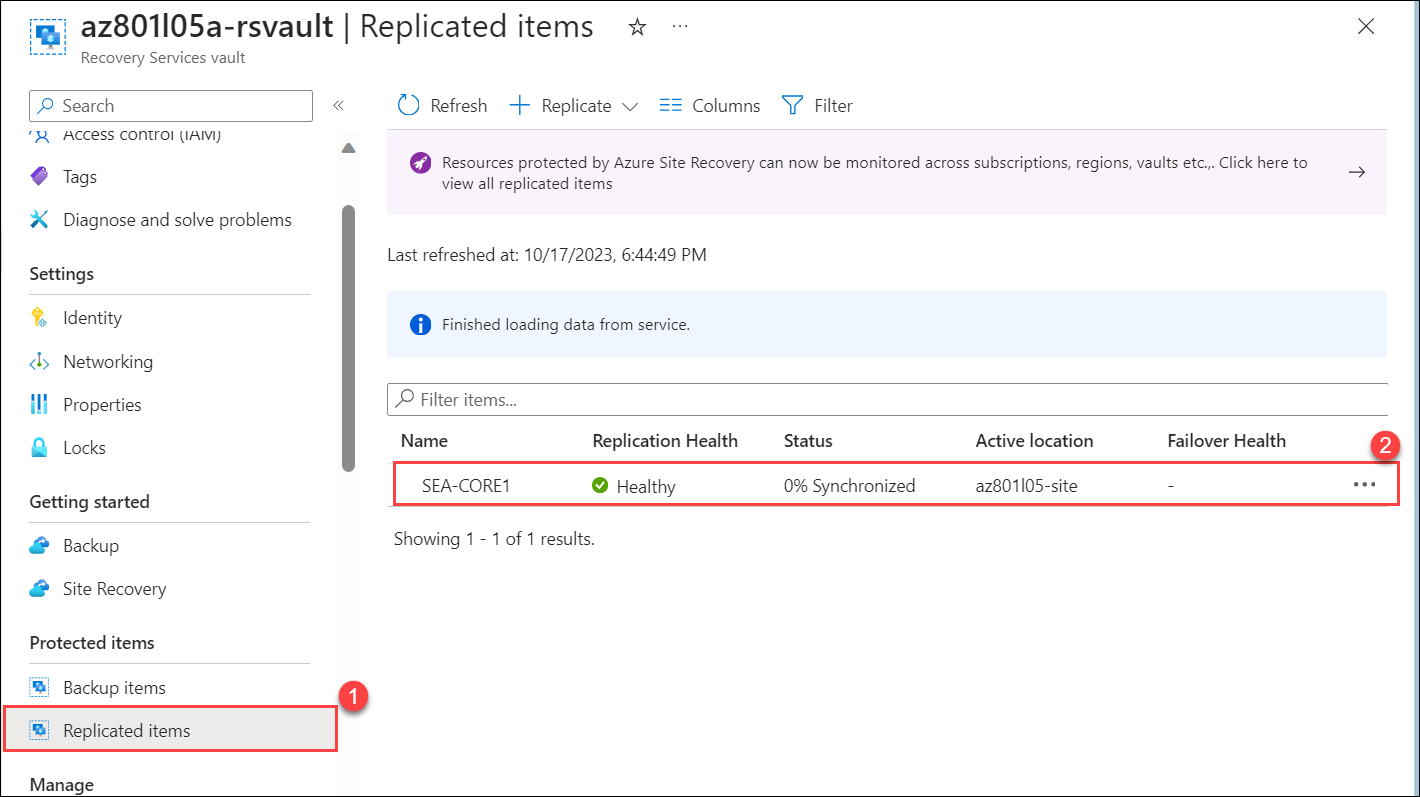 az801l05a-rsvault | Replicated items
Recovery Services vault
Search
Access control (IAM)
Tags
Diagnose and solve problems
Settings
Identity
Networking
Properties
Locks
Getting started
Backup
Site Recovery
Protected items
Backup items
Replicated items
1
Manage
Refresh
Replicate
Columns
Filter
Resources protected by Azure Site Recovery can now be monitored across subscriptions, regions, vaults etc.,. Click here to
view all replicated items
Last refreshed at: 10/17/2023, 6:44:49 PM
Finished loading data from service.
Filter items...
Name Replication Health Status Active location Failover Health
2
SEA-CORE1 Healthy 0% Synchronized az801l05-site -
Showing 1 - 1 of 1 results.